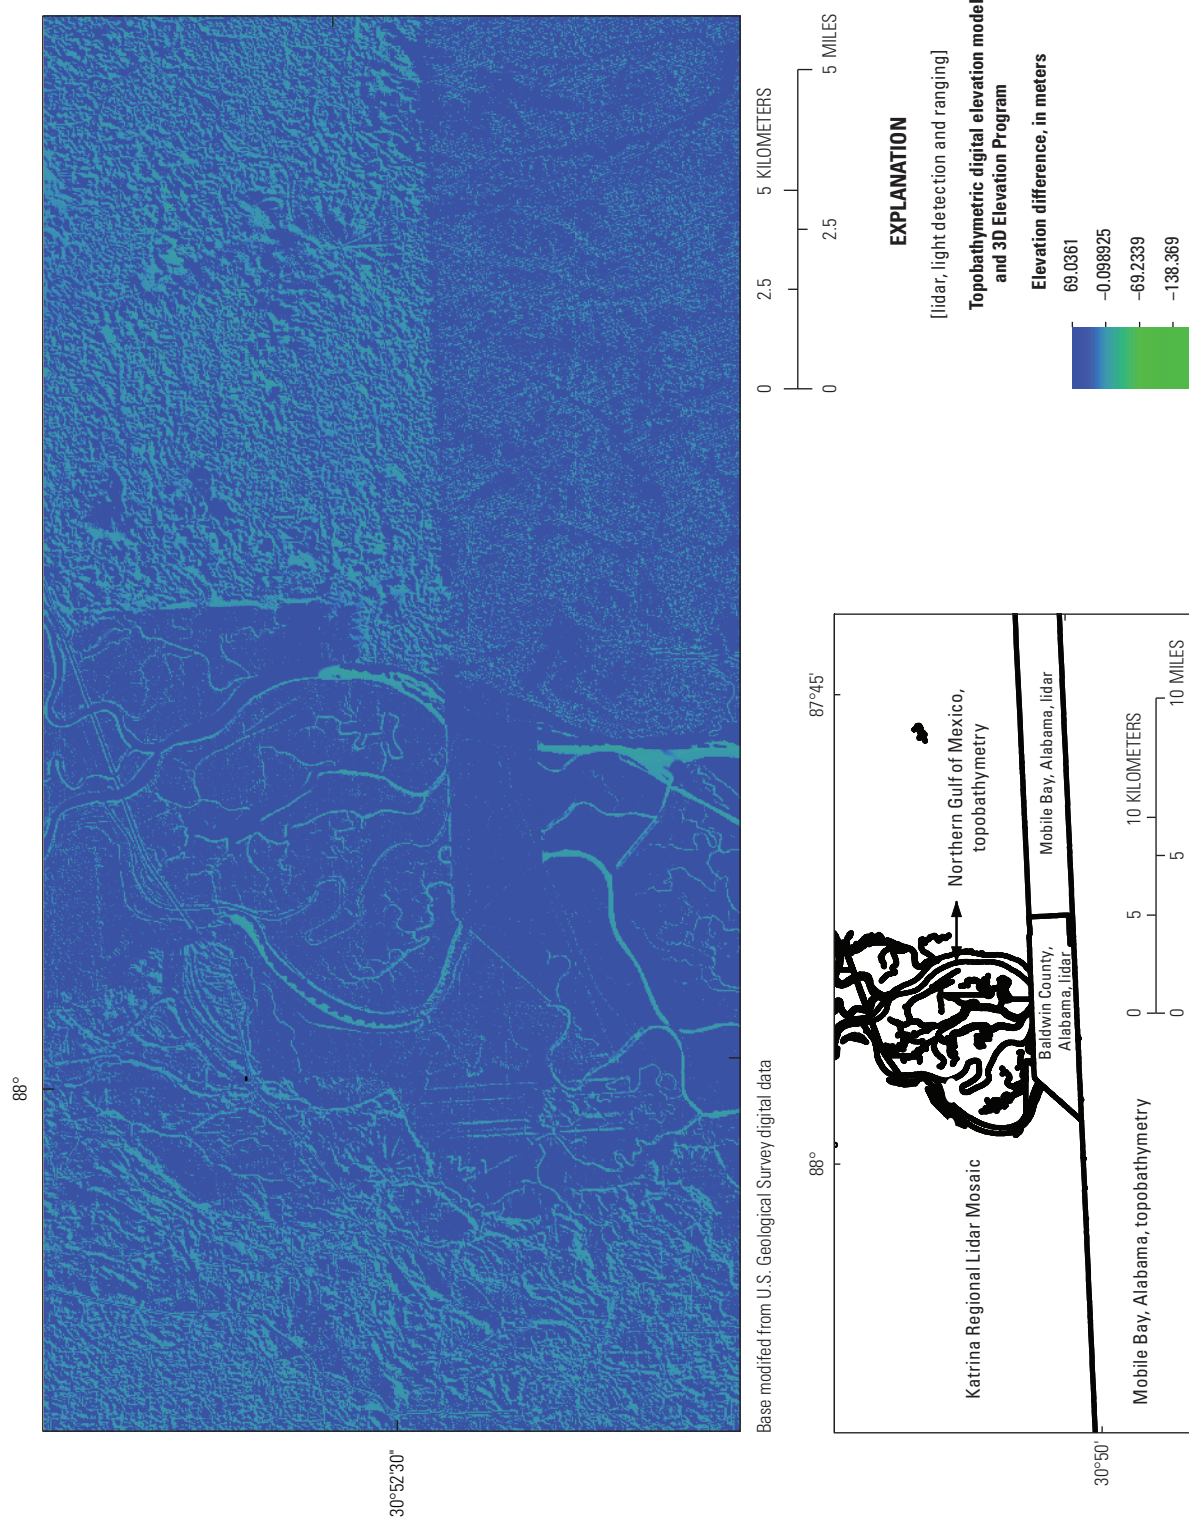 88°
30°52'30"
Base modifed from U.S. Geological Survey digital data
0 2.5 5 KILOMETERS
0 2.5 5 MILES
EXPLANATION
[lidar, light detection and ranging]
Topobathymetric digital elevation model
and 3D Elevation Program
Elevation difference, in meters
69.0361
−0.098925
−69.2339
−138.369
88°
87°45'
30°50'
Katrina Regional Lidar Mosaic
Northern Gulf of Mexico,
topobathymetry
Baldwin County,
Alabama, lidar
Mobile Bay, Alabama, lidar
Mobile Bay, Alabama, topobathymetry
0 5 10 KILOMETERS
0 5 10 MILES